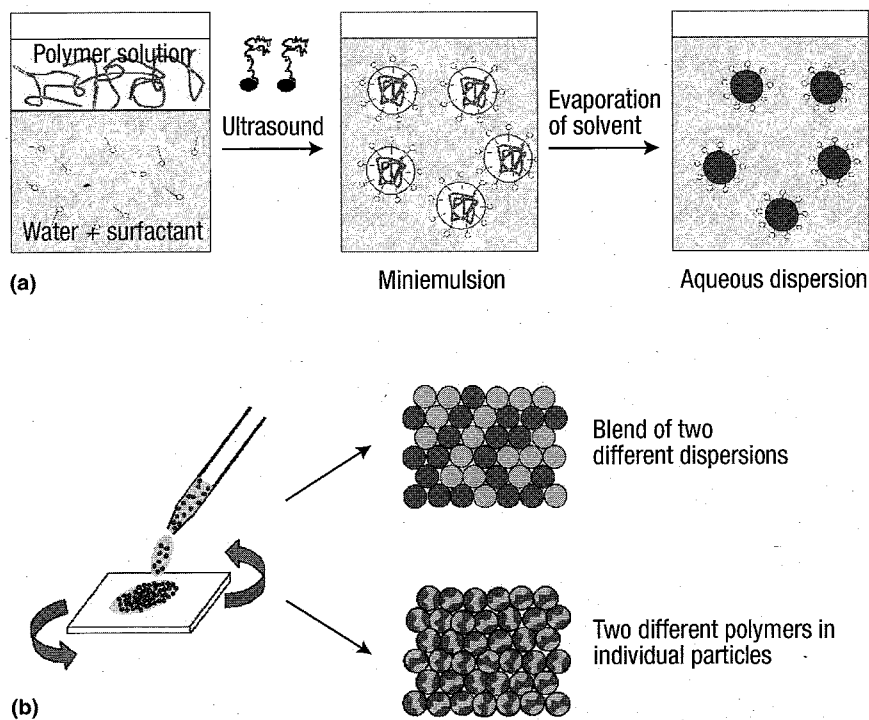 Polymer solution
Water + surfactant
Ultrasound
Miniemulsion
Evaporation
of solvent
Aqueous dispersion
(a)
Blend of two
different dispersions
Two different polymers in
individual particles
(b)